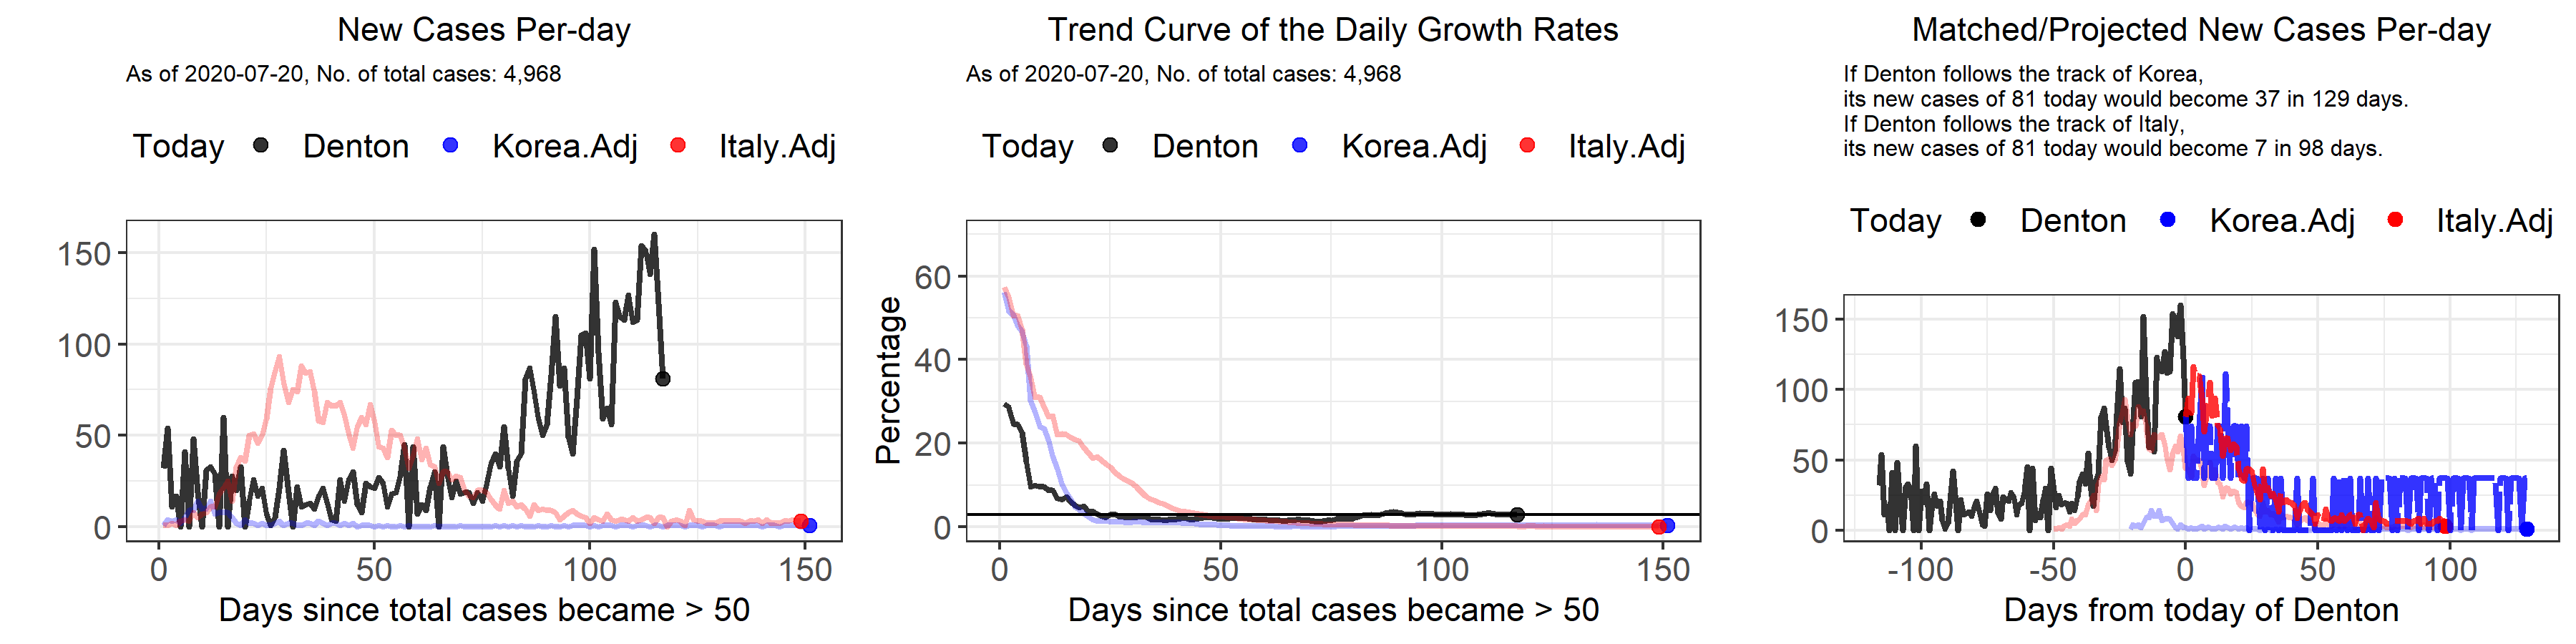 New Cases Per-day
As of 2020-07-20, No. of total cases: 4,968
Today Denton Korea.Adj Italy.Adj
150
100
50
0
0 50 100 150
Days since total cases became > 50
Trend Curve of the Daily Growth Rates
As of 2020-07-20, No. of total cases: 4,968
Today Denton Korea.Adj Italy.Adj
Percentage
60
40
20
0
0 50 100 150
Days since total cases became > 50
Matched/Projected New Cases Per-day
If Denton follows the track of Korea,
its new cases of 81 today would become 37 in 129 days.
If Denton follows the track of Italy,
its new cases of 81 today would become 7 in 98 days.
Today Denton Korea.Adj Italy.Adj
150
100
50
0
-100 -50 0 50 100
Days from today of Denton